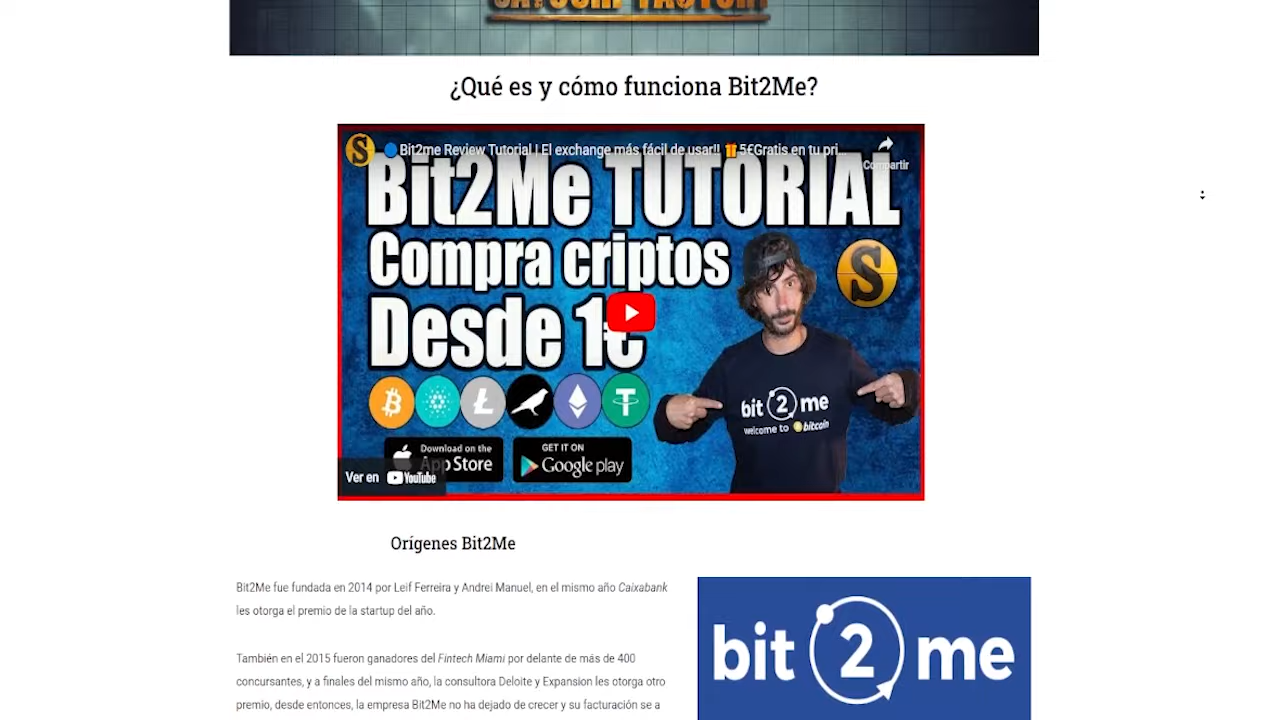 SATOSHI FACTORY
¿Qué es y cómo funciona Bit2Me?
Bit2me Review Tutorial | El exchange más fácil de usar!! 🎁5€Gratis en tu pri...
Compartir
Bit2Me TUTORIAL
Compra criptos
Desde 1€
bit 2 me
welcome to bitcoin
Download on the
App Store
GET IT ON
Google play
Ver en YouTube
Orígenes Bit2Me
Bit2Me fue fundada en 2014 por Leif Ferreira y Andrei Manuel, en el mismo año Caixabank
les otorga el premio de la startup del año.
También en el 2015 fueron ganadores del Fintech Miami por delante de más de 400
concursantes, y a finales del mismo año, la consultora Deloite y Expansion les otorga otro
premio, desde entonces, la empresa Bit2Me no ha dejado de crecer y su facturación se a
bit 2 me